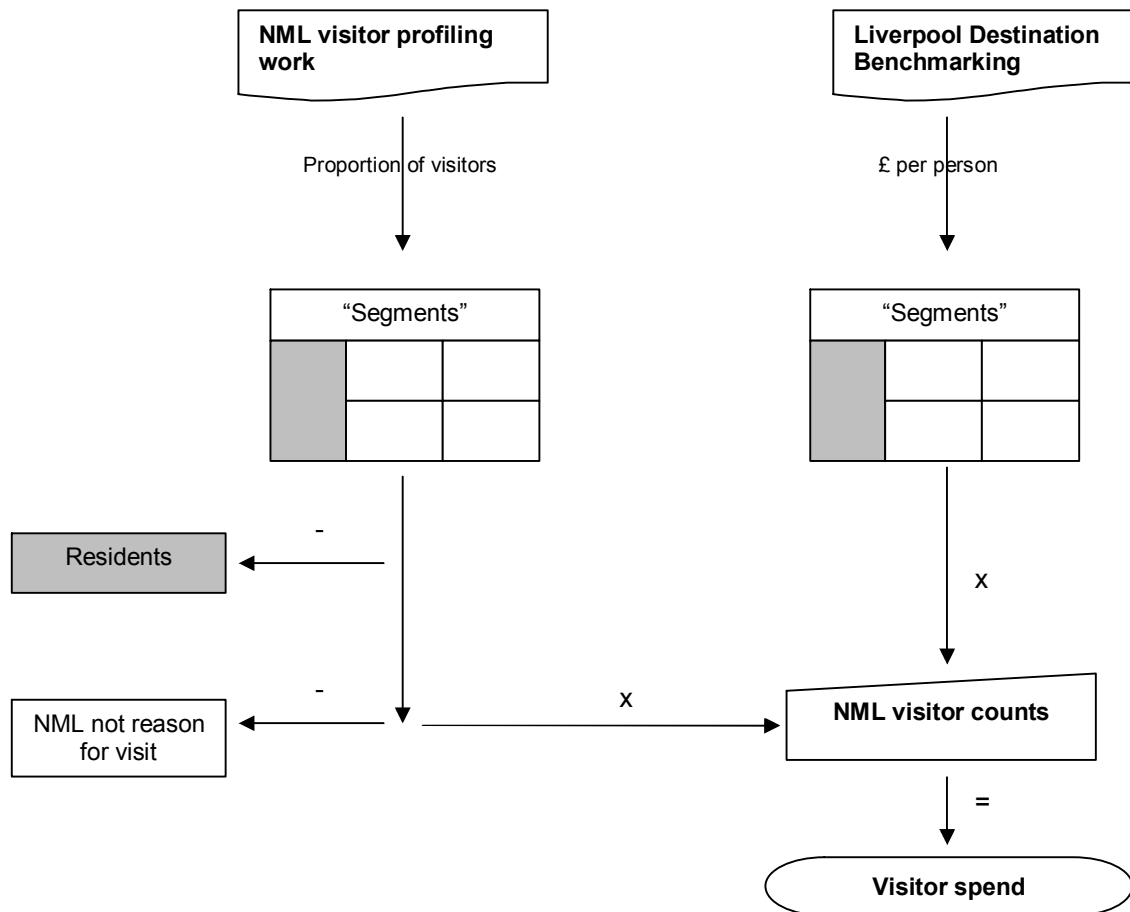 NML visitor profiling
work
Liverpool Destination
Benchmarking
Proportion of visitors
£ per person
“Segments”
“Segments”
-
Residents
x
-
x
NML not reason
for visit
NML visitor counts
=
Visitor spend